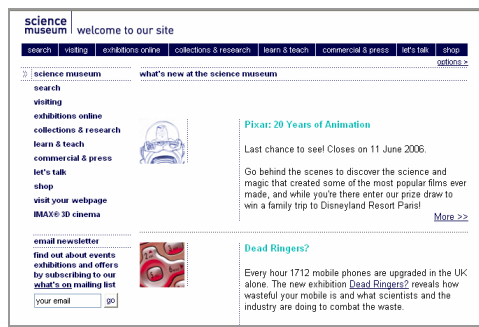 science
museum
welcome to our site
search visiting exhibitions online collections & research learn & teach commercial & press let's talk shop
options >
» science museum
search
visiting
exhibitions online
collections & research
learn & teach
commercial & press
let's talk
shop
visit your webpage
IMAX® 3D cinema
email newsletter
find out about events
exhibitions and offers
by subscribing to our
what's on mailing list
your email go
what's new at the science museum
Pixar: 20 Years of Animation
Last chance to see! Closes on 11 June 2006.
Go behind the scenes to discover the science and
magic that created some of the most popular films ever
made, and while you're there enter our prize draw to
win a family trip to Disneyland Resort Paris!
More >>
Dead Ringers?
Every hour 1712 mobile phones are upgraded in the UK
alone. The new exhibition Dead Ringers? reveals how
wasteful your mobile is and what scientists and the
industry are doing to combat the waste.